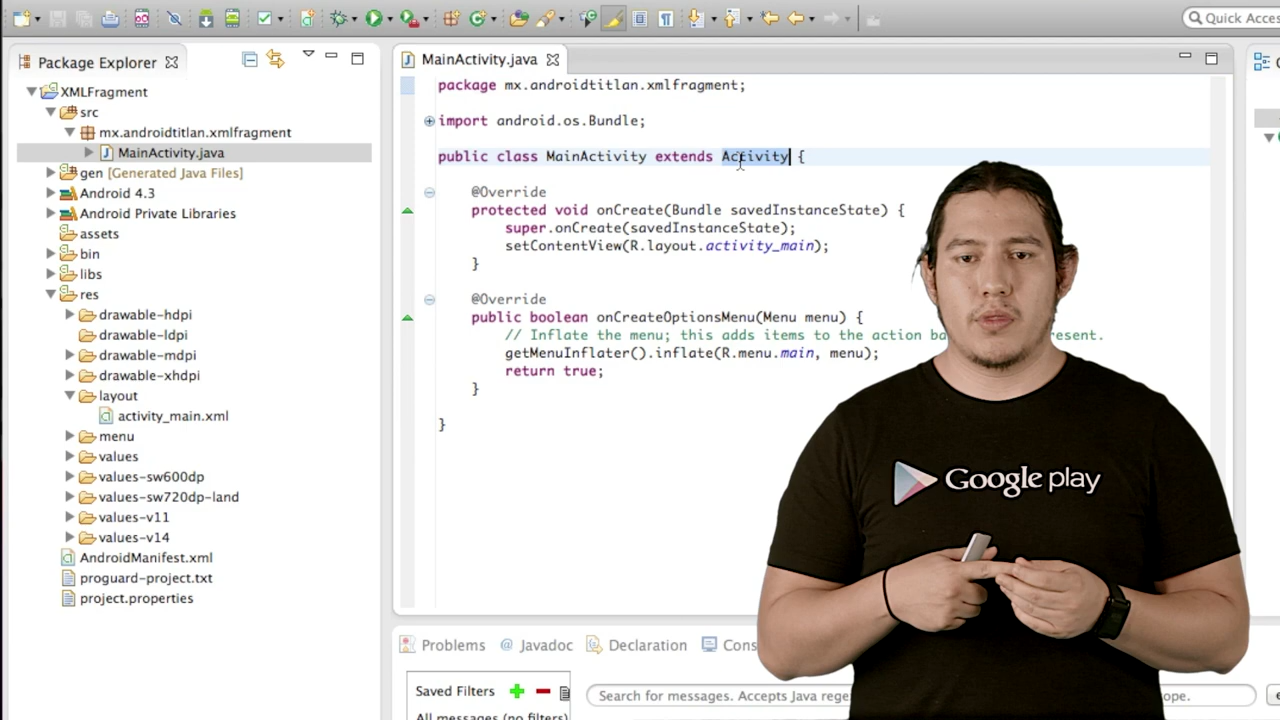 Quick Access
Package Explorer
XMLFragment
src
mx.androidtitlan.xmlfragment
MainActivity.java
gen [Generated Java Files]
Android 4.3
Android Private Libraries
assets
bin
libs
res
drawable-hdpi
drawable-ldpi
drawable-mdpi
drawable-xhdpi
layout
activity_main.xml
menu
values
values-sw600dp
values-sw720dp-land
values-v11
values-v14
AndroidManifest.xml
proguard-project.txt
project.properties
MainActivity.java
package mx.androidtitlan.xmlfragment;
import android.os.Bundle;
public class MainActivity extends Activity {
@Override
protected void onCreate(Bundle savedInstanceState) {
super.onCreate(savedInstanceState);
setContentView(R.layout.activity_main);
}
@Override
public boolean onCreateOptionsMenu(Menu menu) {
// Inflate the menu; this adds items to the action ba present.
getMenuInflater().inflate(R.menu.main, menu);
return true;
}
}
Google play
Problems @ Javadoc Declaration Cons
Saved Filters
All messages (no filters)
Search for messages. Accepts Java rege ope.